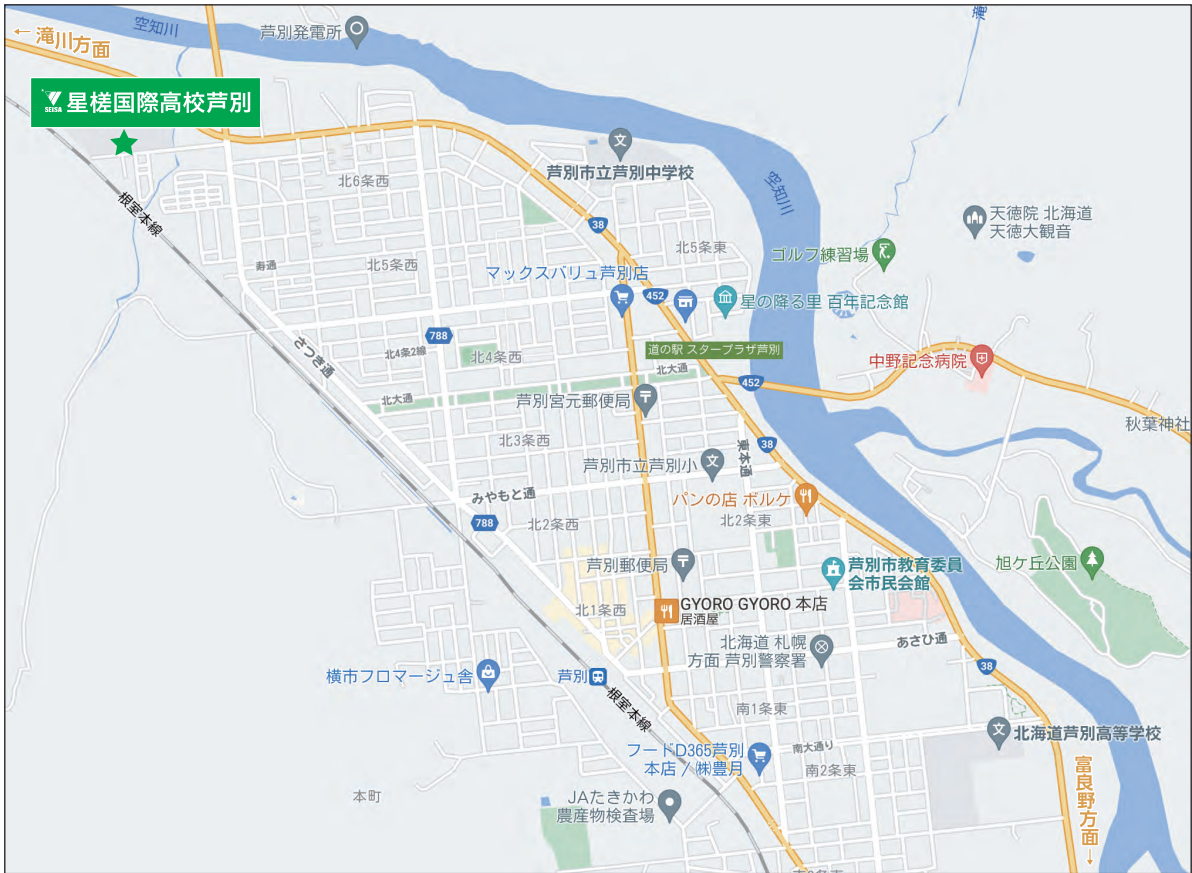 ← 滝川方面
空知川
芦別発電所
滝
SEISA
星槎国際高校芦別
芦別市立芦別中学校
北6条西
根室本線
空知川
天徳院 北海道
天徳大観音
38
北5条東
ゴルフ練習場
寿通
北5条西
マックスバリュ芦別店
452
星の降る里 百年記念館
788
さつき通
北4条2線
北4条西
道の駅 スタープラザ芦別
中野記念病院
北大通
452
北大通
芦別宮元郵便局
秋葉神社
北3条西
38
東本通
芦別市立芦別小
みやもと通
パンの店 ボルケ
788
北2条西
北2条東
芦別郵便局
芦別市教育委員
会市民会館
旭ケ丘公園
北1条西
GYORO GYORO 本店
居酒屋
あさひ通
北海道 札幌
方面 芦別警察署
38
横市フロマージュ舎
芦別
根室本線
南1条東
北海道芦別高等学校
フードD365芦別
本店 / ㈱豊月
南大通り
南2条東
富良野方面→
本町
JAたきかわ
農産物検査場